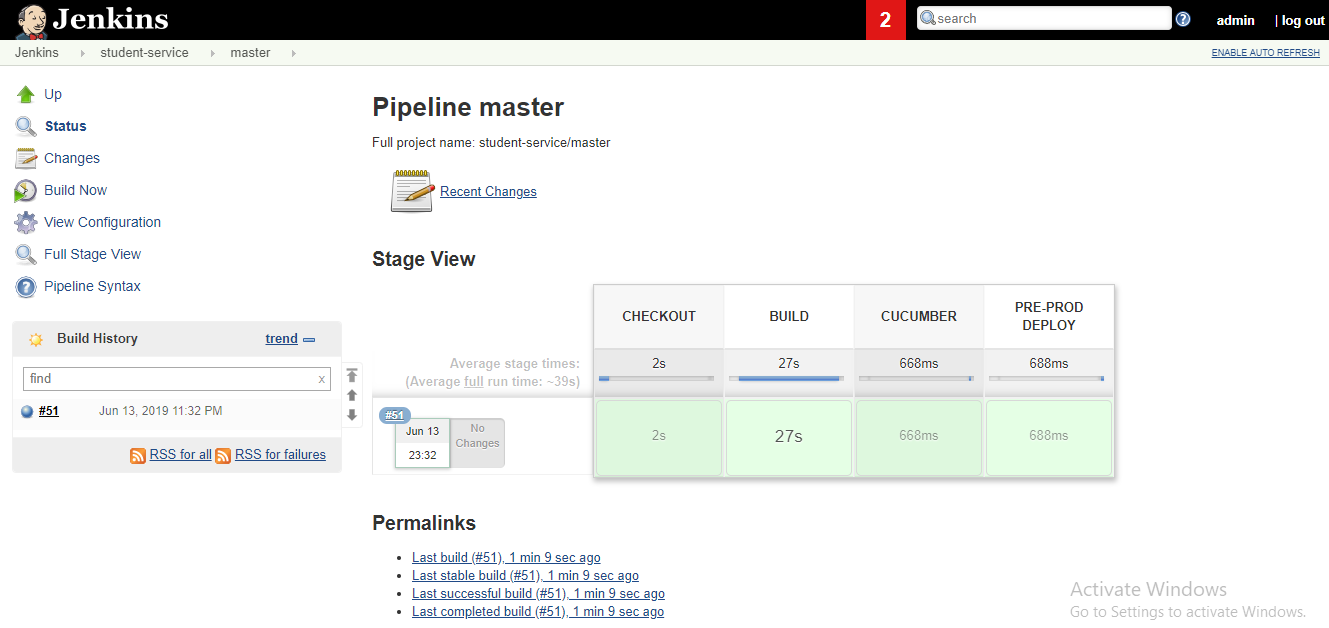 Jenkins
2
search
admin
| log out
Jenkins
student-service
master
ENABLE AUTO REFRESH
Up
Status
Changes
Build Now
View Configuration
Full Stage View
Pipeline Syntax
Build History
trend
find
x
#51
Jun 13, 2019 11:32 PM
RSS for all
RSS for failures
Pipeline master
Full project name: student-service/master
Recent Changes
Stage View
CHECKOUT
BUILD
CUCUMBER
PRE-PROD
DEPLOY
Average stage times:
(Average full run time: ~39s)
2s
27s
668ms
688ms
#51
Jun 13
23:32
No
Changes
2s
27s
668ms
688ms
Permalinks
Last build (#51), 1 min 9 sec ago
Last stable build (#51), 1 min 9 sec ago
Last successful build (#51), 1 min 9 sec ago
Last completed build (#51), 1 min 9 sec ago
Activate Windows
Go to Settings to activate Windows.